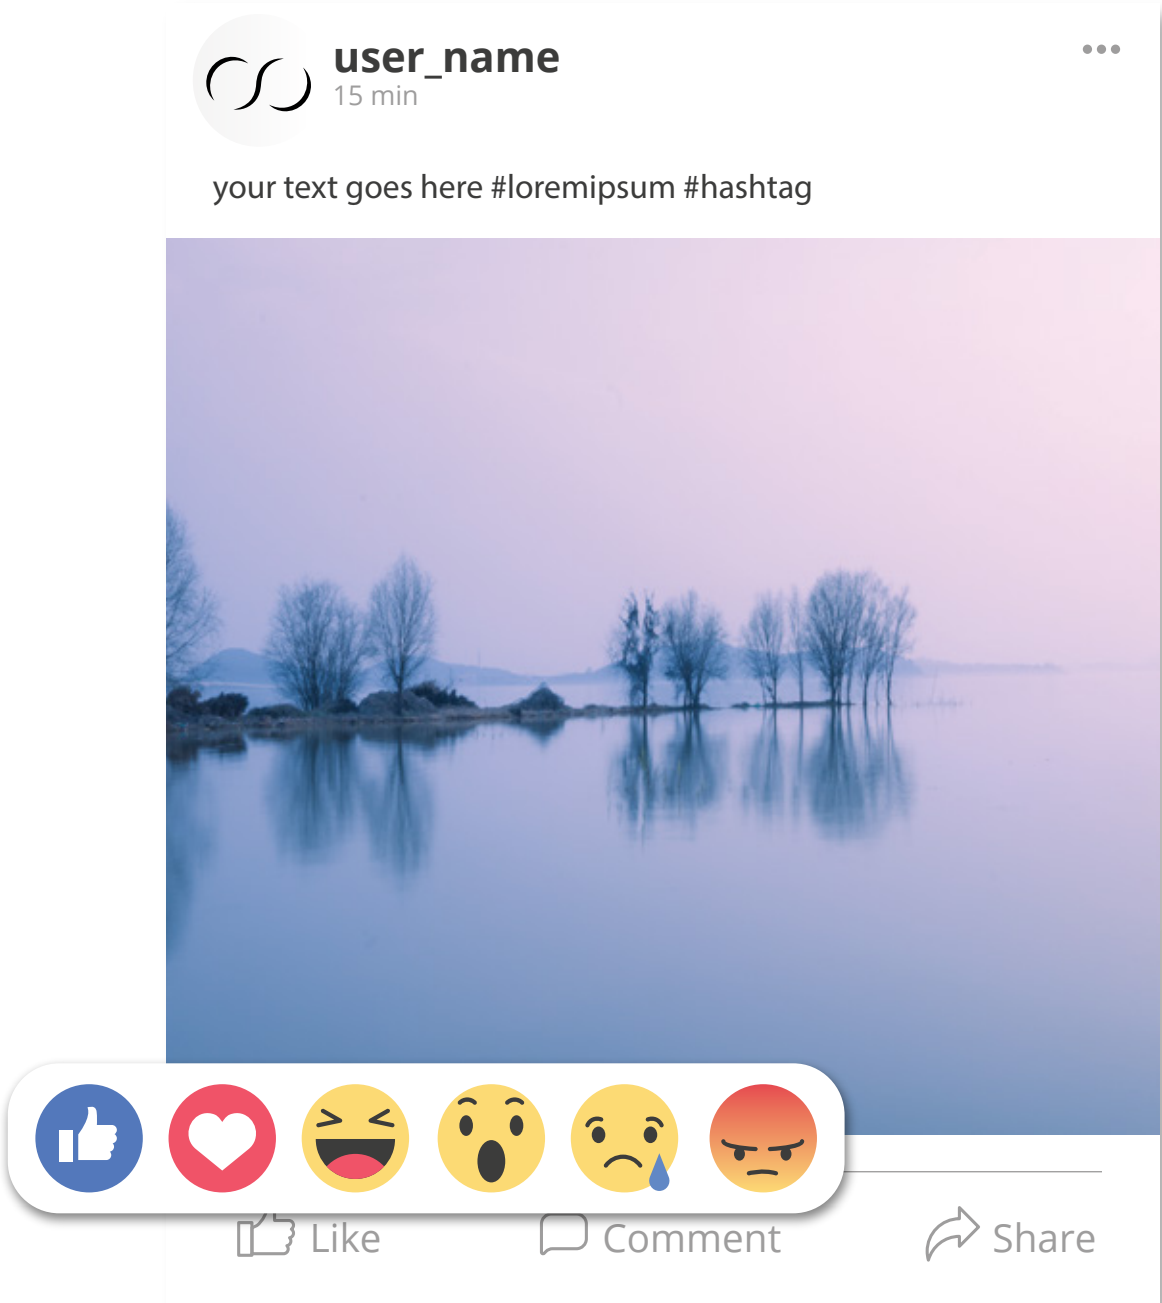 user_name
15 min
your text goes here #loremipsum #hashtag
Like
Comment
Share